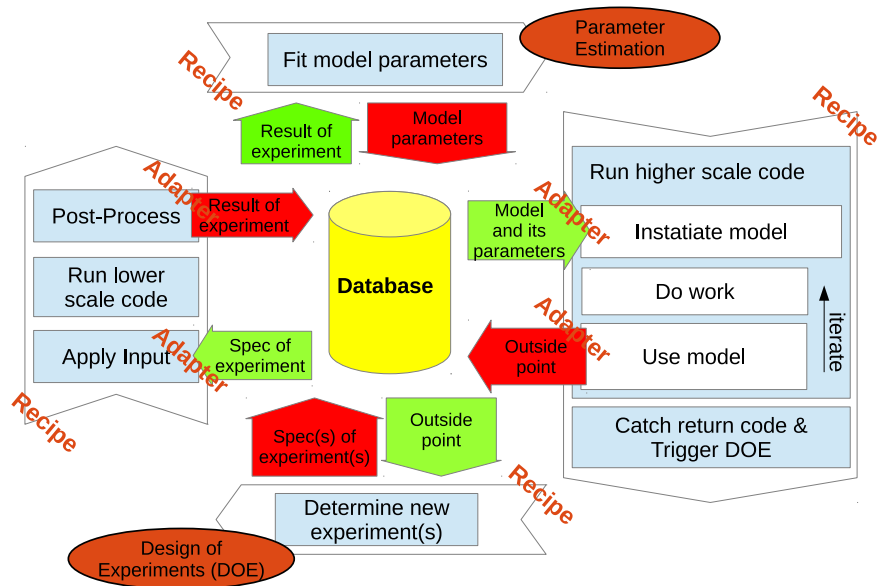 Parameter
Estimation
Fit model parameters
Recipe
Recipe
Result of
experiment
Model
parameters
Adapter
Post-Process
Result of
experiment
Run lower
scale code
Adapter
Apply Input
Spec of
experiment
Recipe
Database
Model
and its
parameters
Adapter
Run higher scale code
Instatiate model
Do work
Adapter
Use model
iterate
Outside
point
Catch return code &
Trigger DOE
Spec(s) of
experiment(s)
Outside
point
Recipe
Determine new
experiment(s)
Design of
Experiments (DOE)